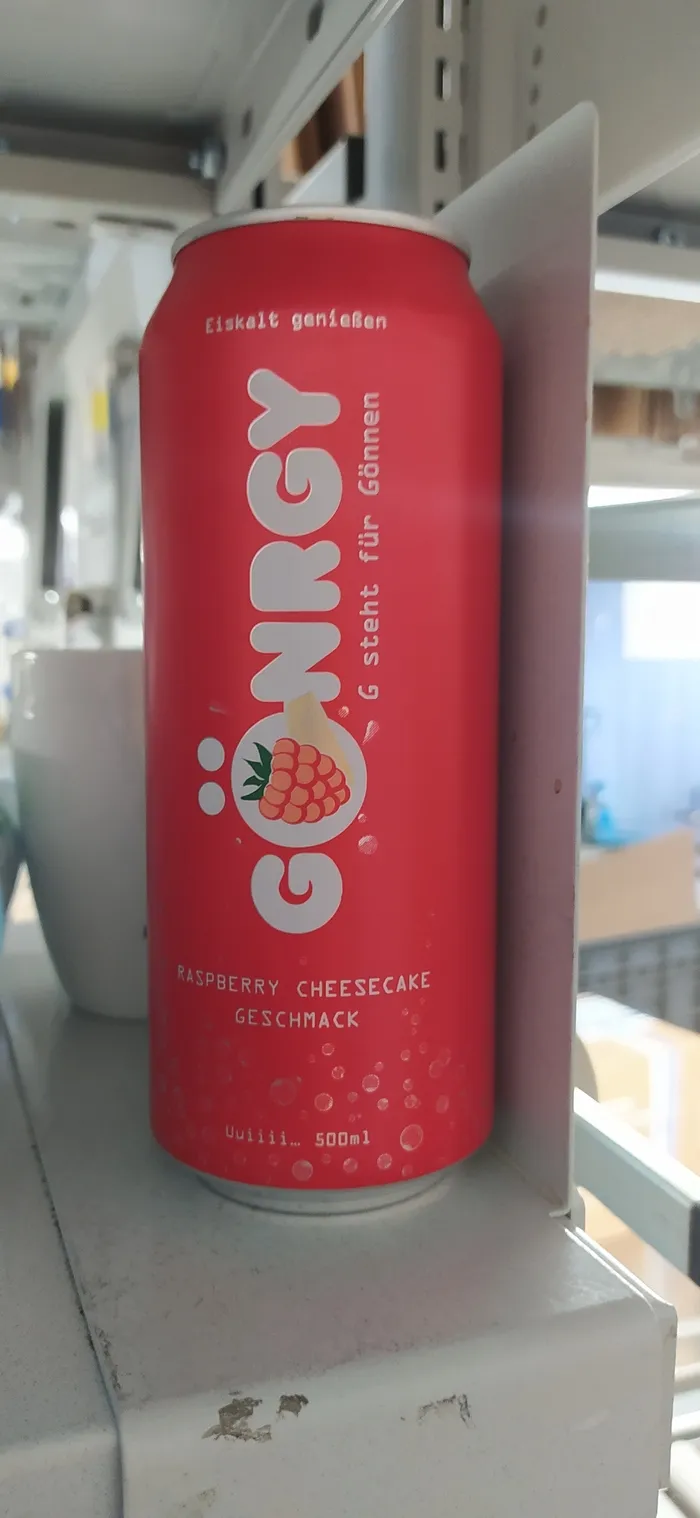 Eiskalt genießen
GÖNRGY
G steht für Gönnen
RASPBERRY CHEESECAKE
GESCHMACK
Uuiiii… 500ml